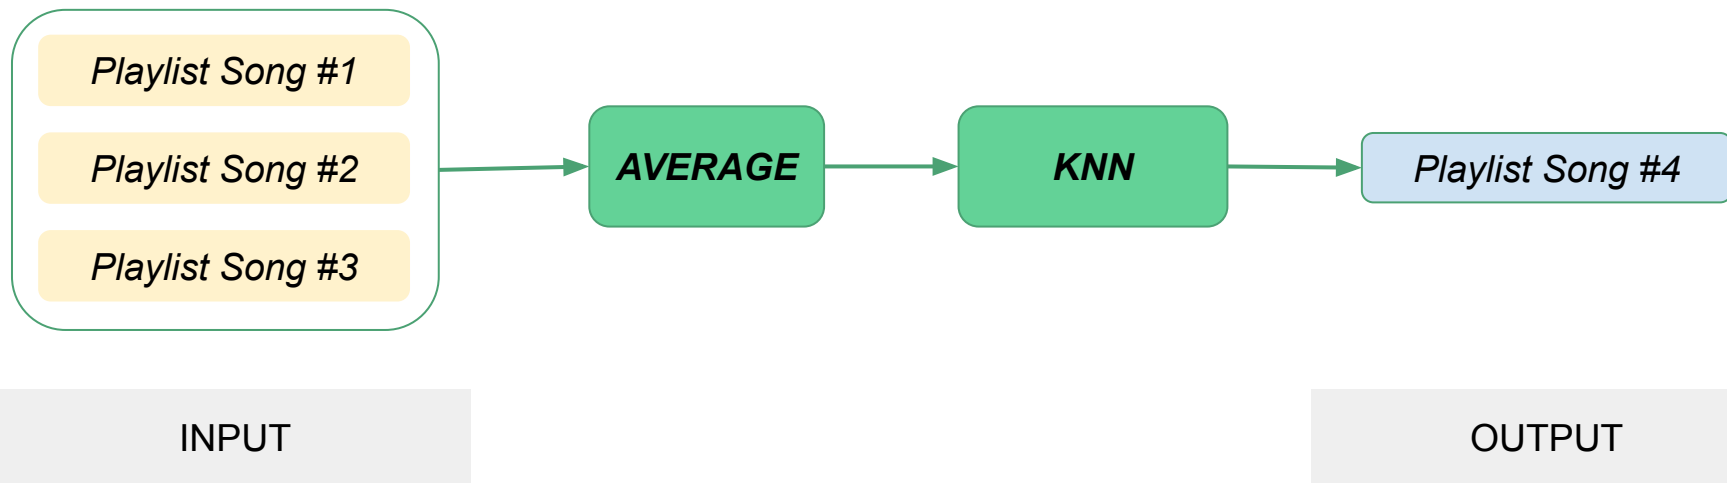 Playlist Song #1
Playlist Song #2
Playlist Song #3
AVERAGE
KNN
Playlist Song #4
INPUT
OUTPUT